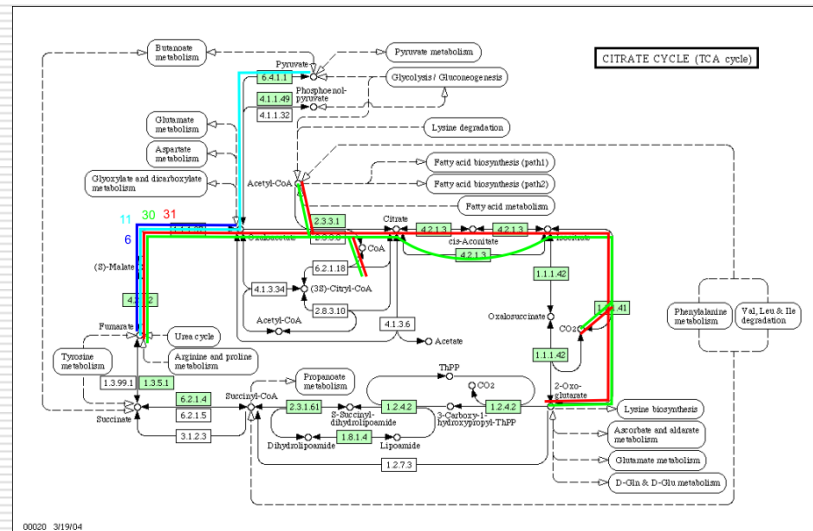 CITRATE CYCLE (TCA cycle)
Butanoate
metabolism
Pyruvate
Pyruvate metabolism
6.4.1.1
Glycolysis / Gluconeogenesis
Phosphoenol-
pyruvate
4.1.1.49
4.1.1.32
Glutamate
metabolism
Lysine degradation
Aspartate
metabolism
Fatty acid biosynthesis (path1)
Glyoxylate and dicarboxylate
metabolism
Acetyl-CoA
Fatty acid biosynthesis (path2)
Fatty acid metabolism
11 30 31
6
2.3.3.1
Citrate
4.2.1.3
4.2.1.3
cis-Aconitate
CoA
4.2.1.3
(S)-Malate
6.2.1.18
1.1.1.42
4.1.3.34
(3S)-Citryl-CoA
Oxalosuccinate
2.8.3.10
CO2
Phenylalanine
metabolism
Val, Leu & Ile
degradation
Fumarate
Urea cycle
Acetyl-CoA
4.1.3.6
Acetate
1.1.1.42
Tyrosine
metabolism
Arginine and proline
metabolism
1.3.99.1
1.3.5.1
Propanoate
metabolism
ThPP
CO2
2-Oxo-
glutarate
6.2.1.4
Succinyl-CoA
2.3.1.61
1.2.4.2
1.2.4.2
Lysine biosynthesis
Succinate
6.2.1.5
S-Succinyl-
dihydrolipoamide
3-Carboxy-1-
hydroxypropyl-ThPP
3.1.2.3
1.8.1.4
Dihydrolipoamide
Lipoamide
Ascorbate and aldarate
metabolism
1.2.7.3
Glutamate metabolism
D-Gln & D-Glu metabolism
00020 3/19/04